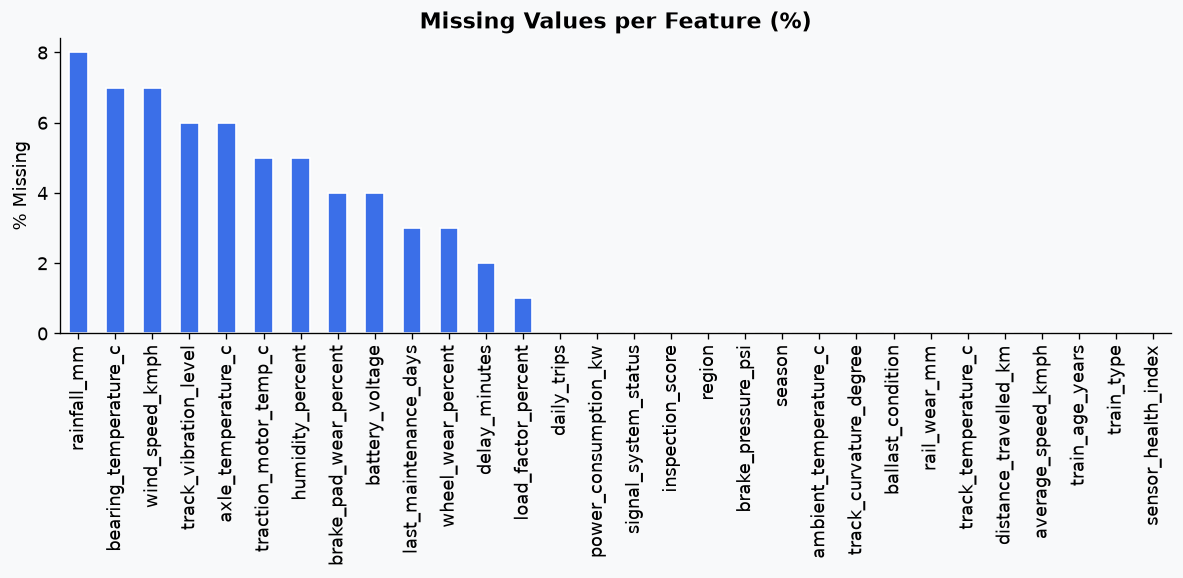 Missing Values per Feature (%)
% Missing
8
6
4
2
0
rainfall_mm
bearing_temperature_c
wind_speed_kmph
track_vibration_level
axle_temperature_c
traction_motor_temp_c
humidity_percent
brake_pad_wear_percent
battery_voltage
last_maintenance_days
wheel_wear_percent
delay_minutes
load_factor_percent
daily_trips
power_consumption_kw
signal_system_status
inspection_score
region
brake_pressure_psi
season
ambient_temperature_c
track_curvature_degree
ballast_condition
rail_wear_mm
track_temperature_c
distance_travelled_km
average_speed_kmph
train_age_years
train_type
sensor_health_index